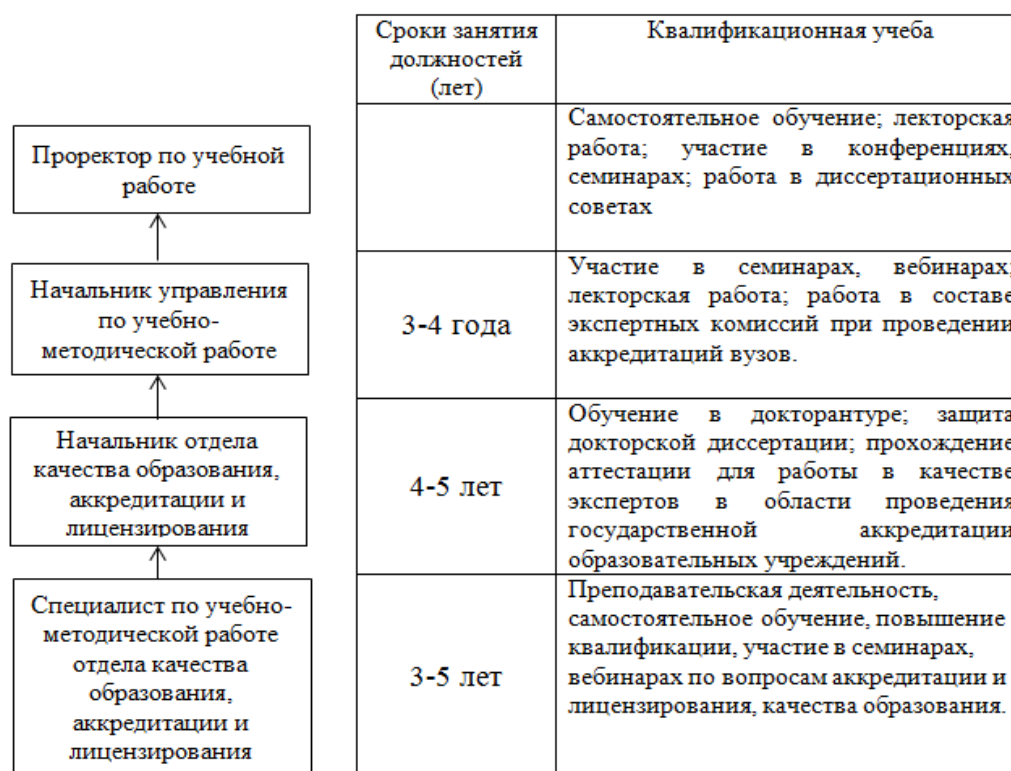 Сроки занятия
должностей
(лет)
Квалификационная учеба
Проректор по учебной
работе
Самостоятельное обучение; лекторская
работа; участие в конференциях,
семинарах; работа в диссертационных
советах
Начальник управления
по учебно-
методической работе
3-4 года
Участие в семинарах, вебинарах;
лекторская работа; работа в составе
экспертных комиссий при проведении
аккредитаций вузов.
Начальник отдела
качества образования,
аккредитации и
лицензирования
4-5 лет
Обучение в докторантуре; защита
докторской диссертации; прохождение
аттестации для работы в качестве
экспертов в области проведения
государственной аккредитации
образовательных учреждений.
Специалист по учебно-
методической работе
отдела качества
образования,
аккредитации и
лицензирования
3-5 лет
Преподавательская деятельность,
самостоятельное обучение, повышение
квалификации, участие в семинарах,
вебинарах по вопросам аккредитации и
лицензирования, качества образования.